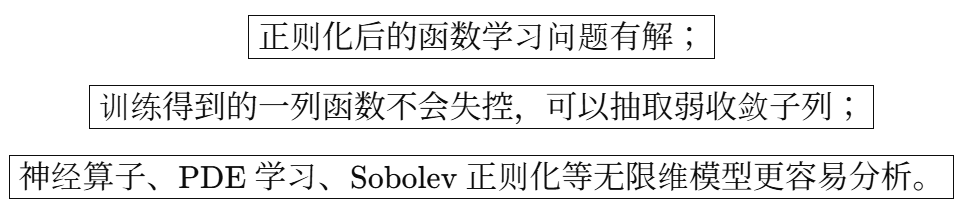 正则化后的函数学习问题有解；
训练得到的一列函数不会失控，可以抽取弱收敛子列；
神经算子、PDE 学习、Sobolev 正则化等无限维模型更容易分析。